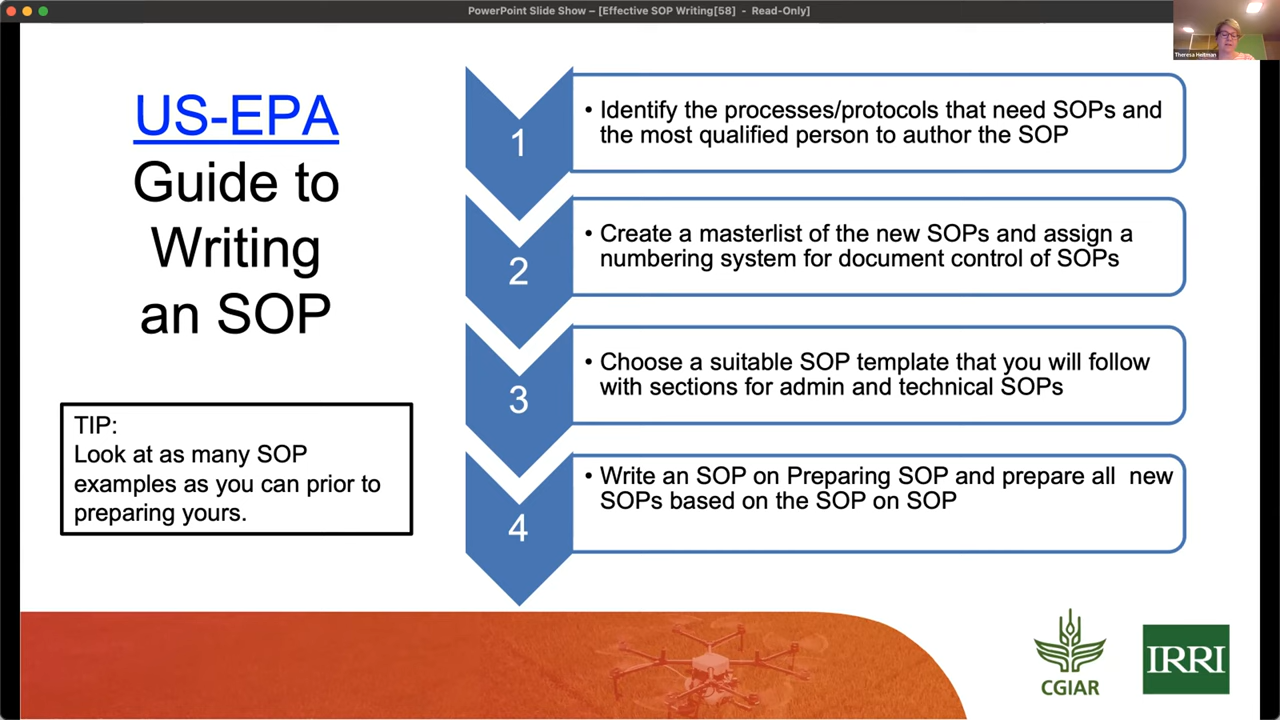 PowerPoint Slide Show – [Effective SOP Writing[58] - Read-Only]
Theresa Heitman
US-EPA
Guide to
Writing
an SOP
TIP:
Look at as many SOP
examples as you can prior to
preparing yours.
1
• Identify the processes/protocols that need SOPs and
the most qualified person to author the SOP
2
• Create a masterlist of the new SOPs and assign a
numbering system for document control of SOPs
3
• Choose a suitable SOP template that you will follow
with sections for admin and technical SOPs
4
• Write an SOP on Preparing SOP and prepare all  new
SOPs based on the SOP on SOP
CGIAR
IRRI